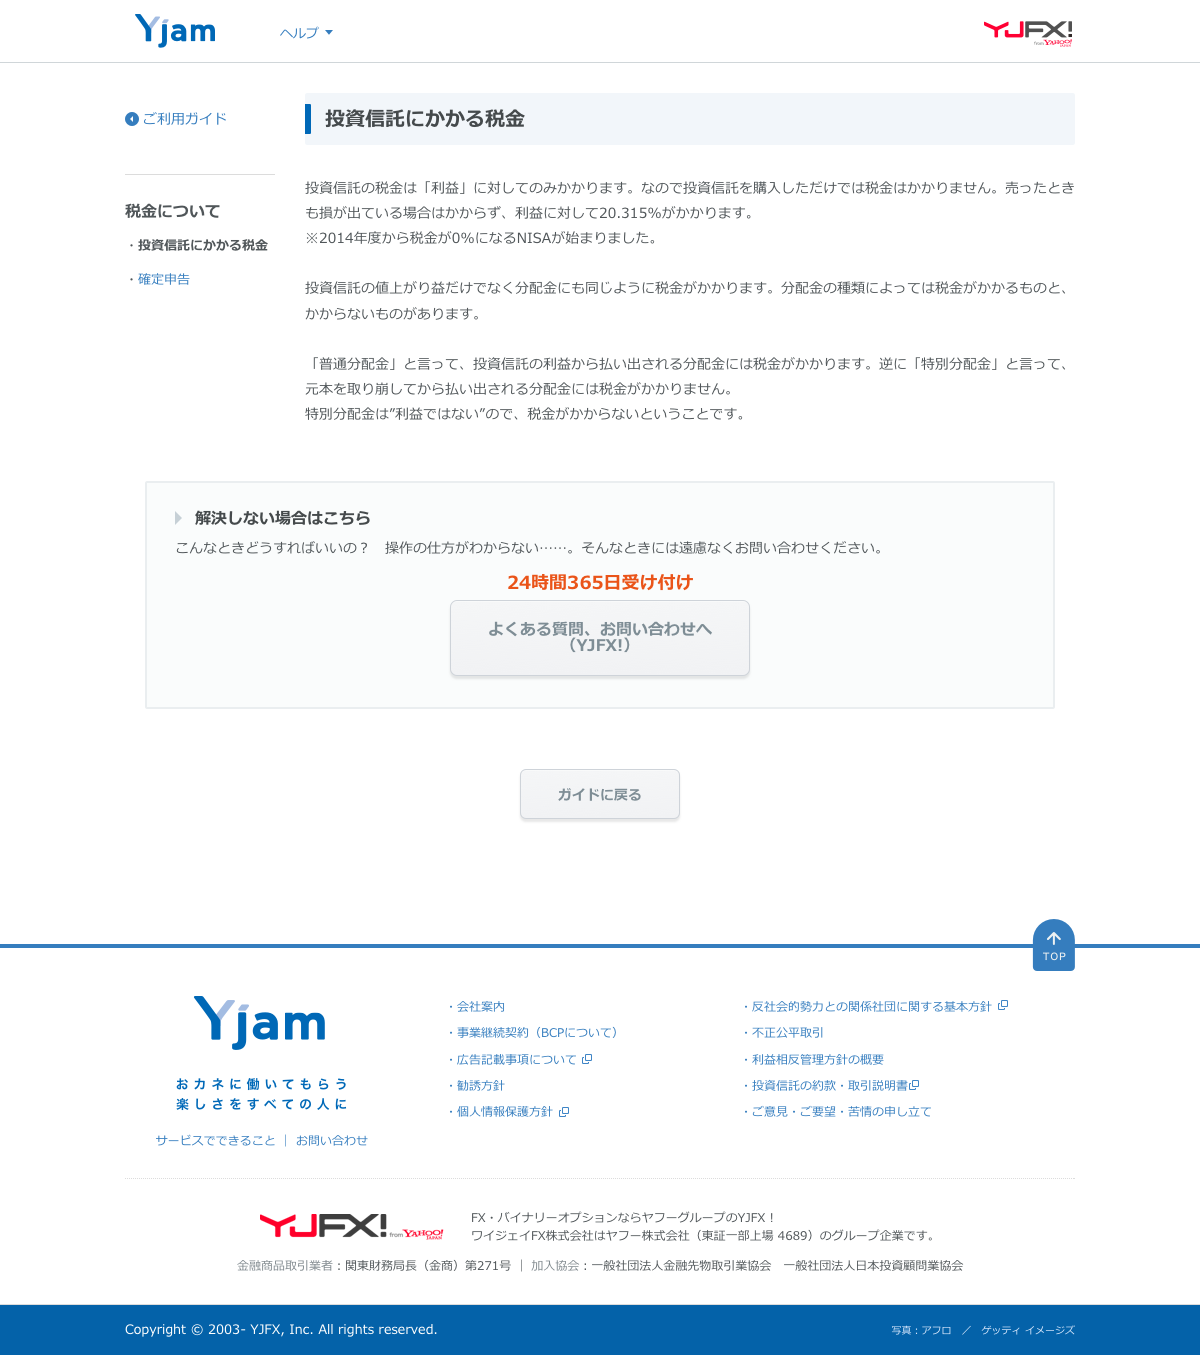 Yjam
ヘルプ
YJFX!
from YAHOO! JAPAN
ご利用ガイド
税金について
・投資信託にかかる税金
・確定申告
投資信託にかかる税金
投資信託の税金は「利益」に対してのみかかります。なので投資信託を購入しただけでは税金はかかりません。売ったとき
も損が出ている場合はかからず、利益に対して20.315%がかかります。
※2014年度から税金が0%になるNISAが始まりました。
投資信託の値上がり益だけでなく分配金にも同じように税金がかかります。分配金の種類によっては税金がかかるものと、
かからないものがあります。
「普通分配金」と言って、投資信託の利益から払い出される分配金には税金がかかります。逆に「特別分配金」と言って、
元本を取り崩してから払い出される分配金には税金がかかりません。
特別分配金は”利益ではない”ので、税金がかからないということです。
解決しない場合はこちら
こんなときどうすればいいの？　操作の仕方がわからない……。そんなときには遠慮なくお問い合わせください。
24時間365日受け付け
よくある質問、お問い合わせへ
（YJFX!）
ガイドに戻る
TOP
Yjam
おカネに働いてもらう
楽しさをすべての人に
サービスでできること ｜ お問い合わせ
・会社案内
・事業継続契約（BCPについて）
・広告記載事項について
・勧誘方針
・個人情報保護方針
・反社会的勢力との関係社団に関する基本方針
・不正公平取引
・利益相反管理方針の概要
・投資信託の約款・取引説明書
・ご意見・ご要望・苦情の申し立て
YJFX! from YAHOO! JAPAN
FX・バイナリーオプションならヤフーグループのYJFX！
ワイジェイFX株式会社はヤフー株式会社（東証一部上場 4689）のグループ企業です。
金融商品取引業者：関東財務局長（金商）第271号 ｜ 加入協会：一般社団法人金融先物取引業協会　一般社団法人日本投資顧問業協会
Copyright © 2003- YJFX, Inc. All rights reserved.
写真：アフロ　／　ゲッティ イメージズ